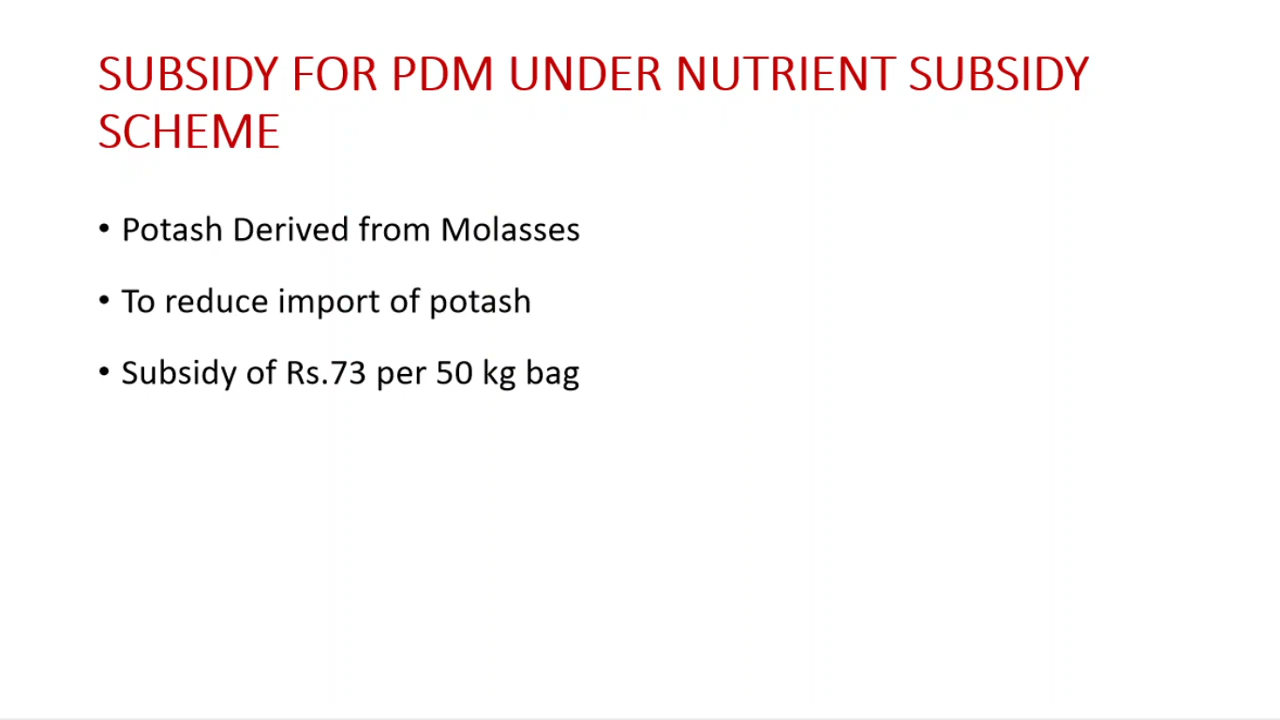 SUBSIDY FOR PDM UNDER NUTRIENT SUBSIDY
SCHEME
• Potash Derived from Molasses
• To reduce import of potash
• Subsidy of Rs.73 per 50 kg bag